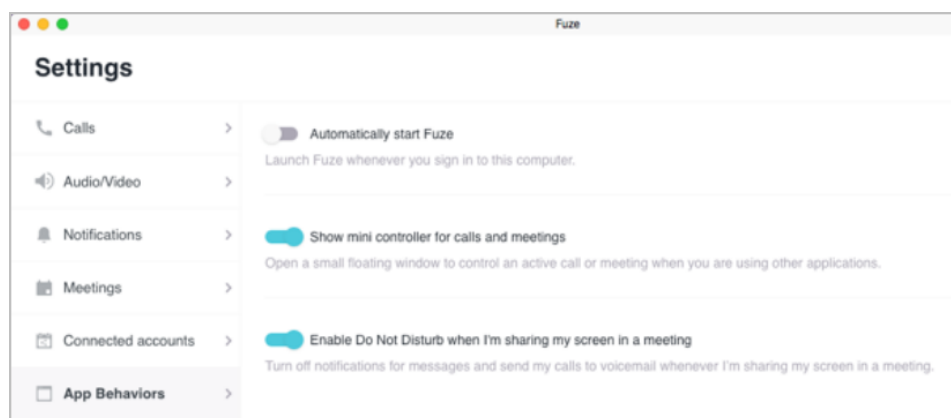 Fuze
Settings
Calls
Automatically start Fuze
Launch Fuze whenever you sign in to this computer.
Audio/Video
Notifications
Show mini controller for calls and meetings
Open a small floating window to control an active call or meeting when you are using other applications.
Meetings
Connected accounts
Enable Do Not Disturb when I'm sharing my screen in a meeting
Turn off notifications for messages and send my calls to voicemail whenever I'm sharing my screen in a meeting.
App Behaviors